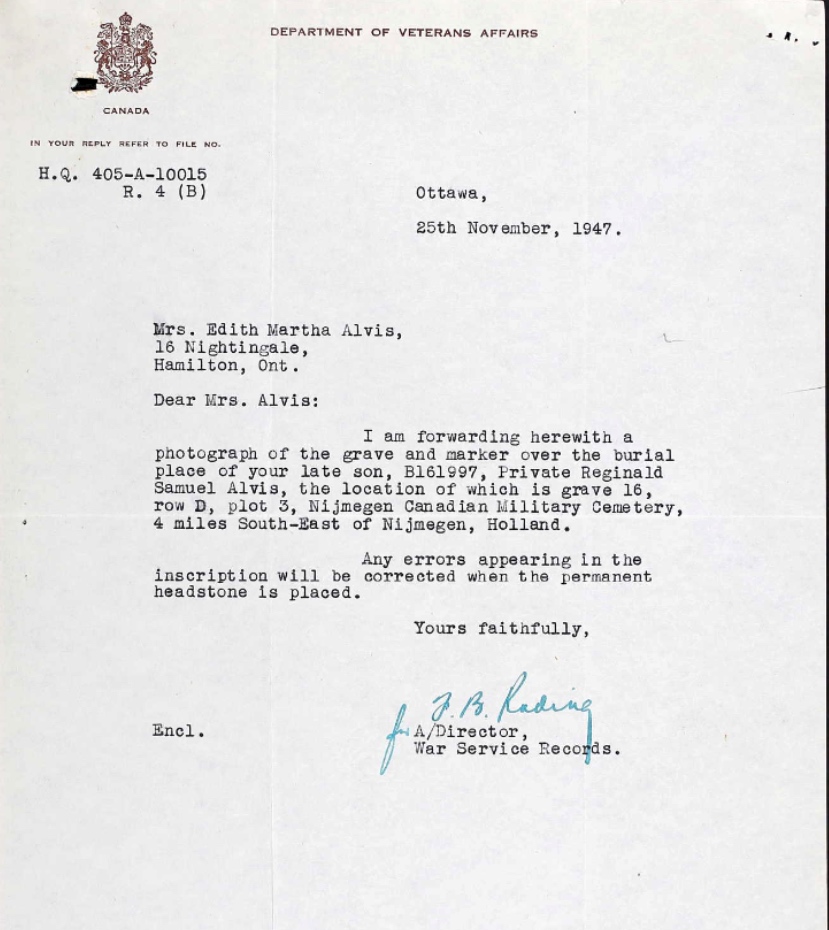 DEPARTMENT OF VETERANS AFFAIRS
CANADA
IN YOUR REPLY REFER TO FILE NO.
H.Q. 405-A-10015
R. 4 (B)
Ottawa,
25th November, 1947.
Mrs. Edith Martha Alvis,
16 Nightingale,
Hamilton, Ont.
Dear Mrs. Alvis:
I am forwarding herewith a
photograph of the grave and marker over the burial
place of your late son, B161997, Private Reginald
Samuel Alvis, the location of which is grave 16,
row D, plot 3, Nijmegen Canadian Military Cemetery,
4 miles South-East of Nijmegen, Holland.
Any errors appearing in the
inscription will be corrected when the permanent
headstone is placed.
Yours faithfully,
F. B.
Encl.
for A/Director,
War Service Records.